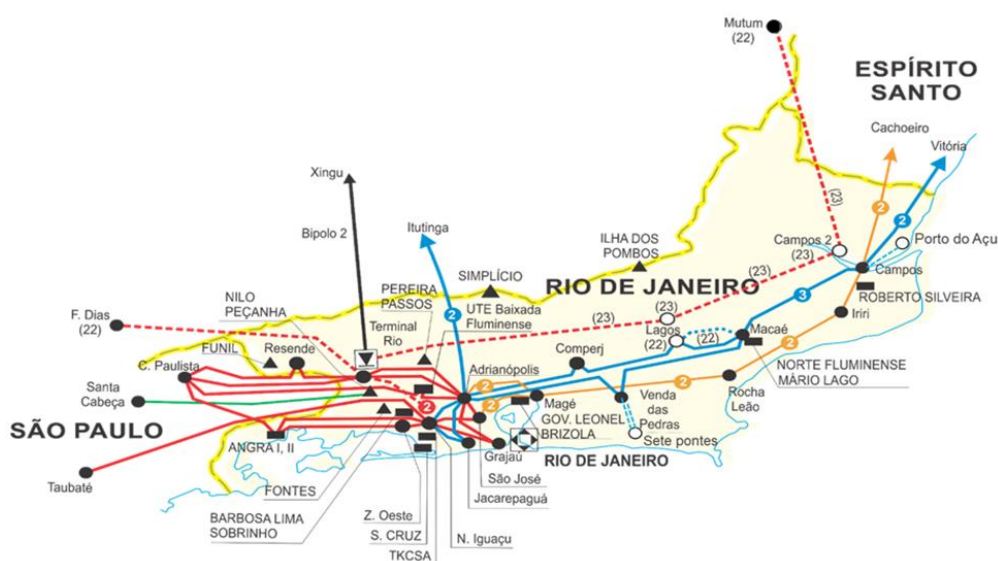 Mutum
(22)
ESPÍRITO
SANTO
Cachoeiro
Vitória
Xingu
(23)
2
2
Bipolo 2
Itutinga
ILHA DOS
POMBOS
Campos 2
(23)
Porto do Açu
SIMPLÍCIO
RIO DE JANEIRO
(23)
Campos
NILO
PEÇANHA
PEREIRA
PASSOS
UTE Baixada
Fluminense
2
3
ROBERTO SILVEIRA
F. Dias
(22)
Terminal
Rio
(23)
(23)
Lagos
(22)
(22)
Macaé
Iriri
FUNIL
Resende
Comperj
2
C. Paulista
Adrianópolis
NORTE FLUMINENSE
MÁRIO LAGO
Santa
Cabeça
2
2
2
2
Magé
Venda
das
Pedras
Rocha
Leão
SÃO PAULO
GOV. LEONEL
BRIZOLA
Sete pontes
ANGRA I, II
Grajaú
RIO DE JANEIRO
Taubaté
FONTES
São José
Jacarepaguá
BARBOSA LIMA
SOBRINHO
Z. Oeste
S. CRUZ
N. Iguaçu
TKCSA